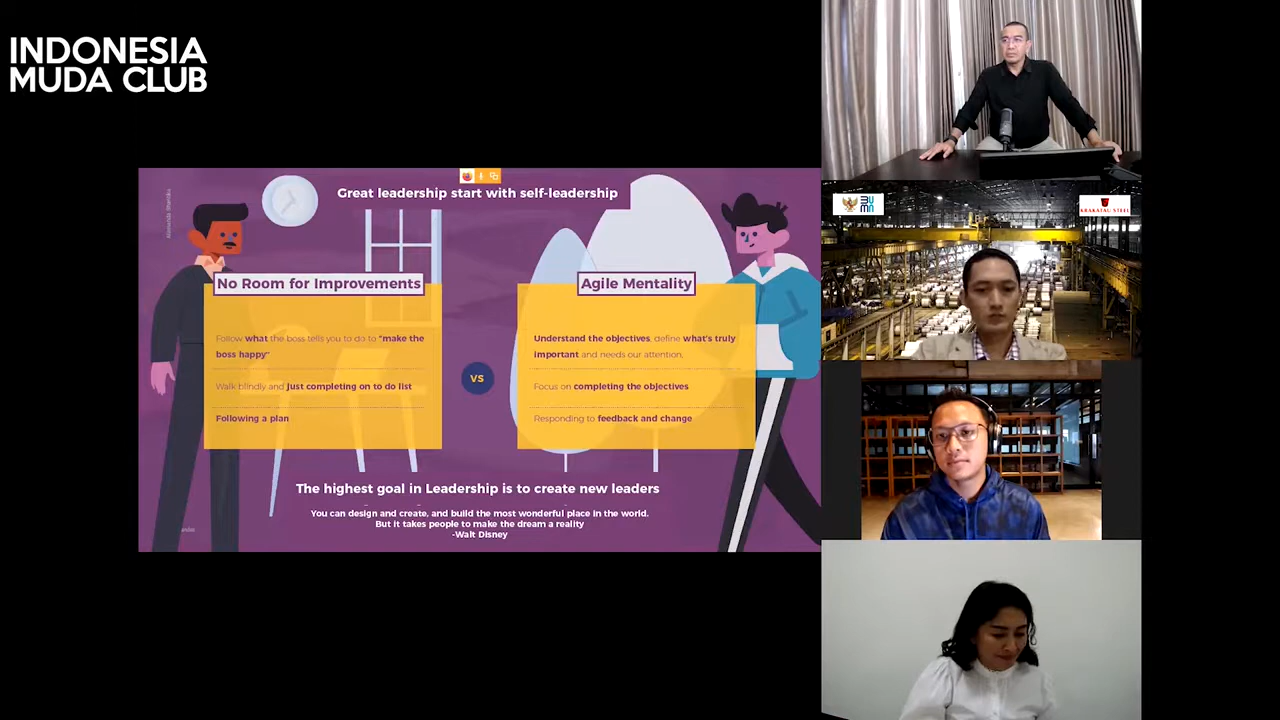 INDONESIA
MUDA CLUB
Great leadership start with self-leadership
No Room for Improvements
Follow what the boss tells you to do to "make the
boss happy"
Walk blindly and just completing on to do list
Following a plan
VS
Agile Mentality
Understand the objectives, define what's truly
important and needs our attention.
Focus on completing the objectives
Responding to feedback and change
The highest goal in Leadership is to create new leaders
You can design and create, and build the most wonderful place in the world.
But it takes people to make the dream a reality
-Walt Disney
BUMN
KRAKATAU STEEL